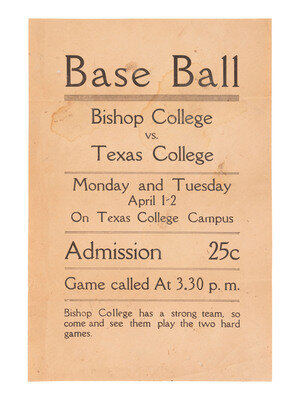 Base Ball
Bishop College
vs.
Texas College
Monday and Tuesday
April 1-2
On Texas College Campus
Admission 25c
Game called At 3.30 p. m.
Bishop College has a strong team, so
come and see them play the two hard
games.